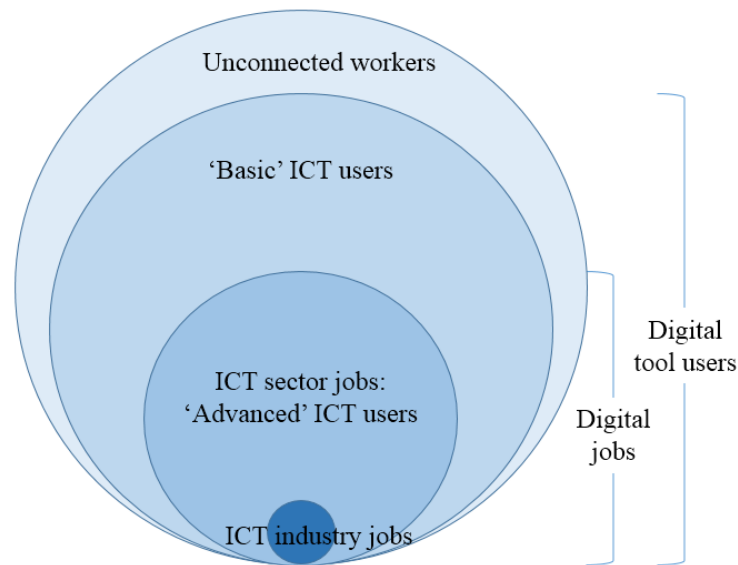 Unconnected workers
‘Basic’ ICT users
ICT sector jobs:
‘Advanced’ ICT users
ICT industry jobs
Digital
jobs
Digital
tool users